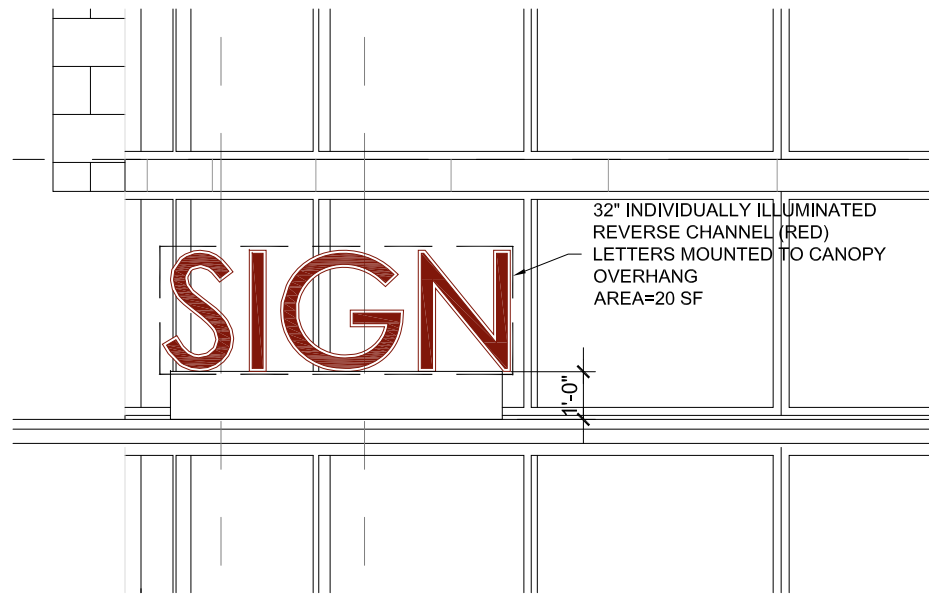 SIGN
32" INDIVIDUALLY ILLUMINATED
REVERSE CHANNEL (RED)
LETTERS MOUNTED TO CANOPY
OVERHANG
AREA=20 SF
1'-0"